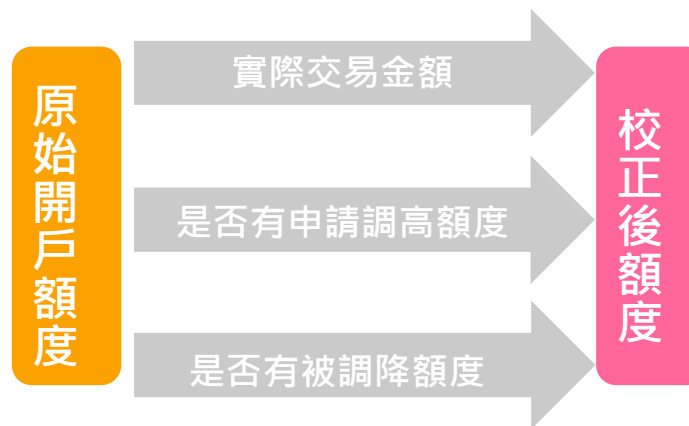 原始開戶額度
實際交易金額
是否有申請調高額度
是否有被調降額度
校正後額度